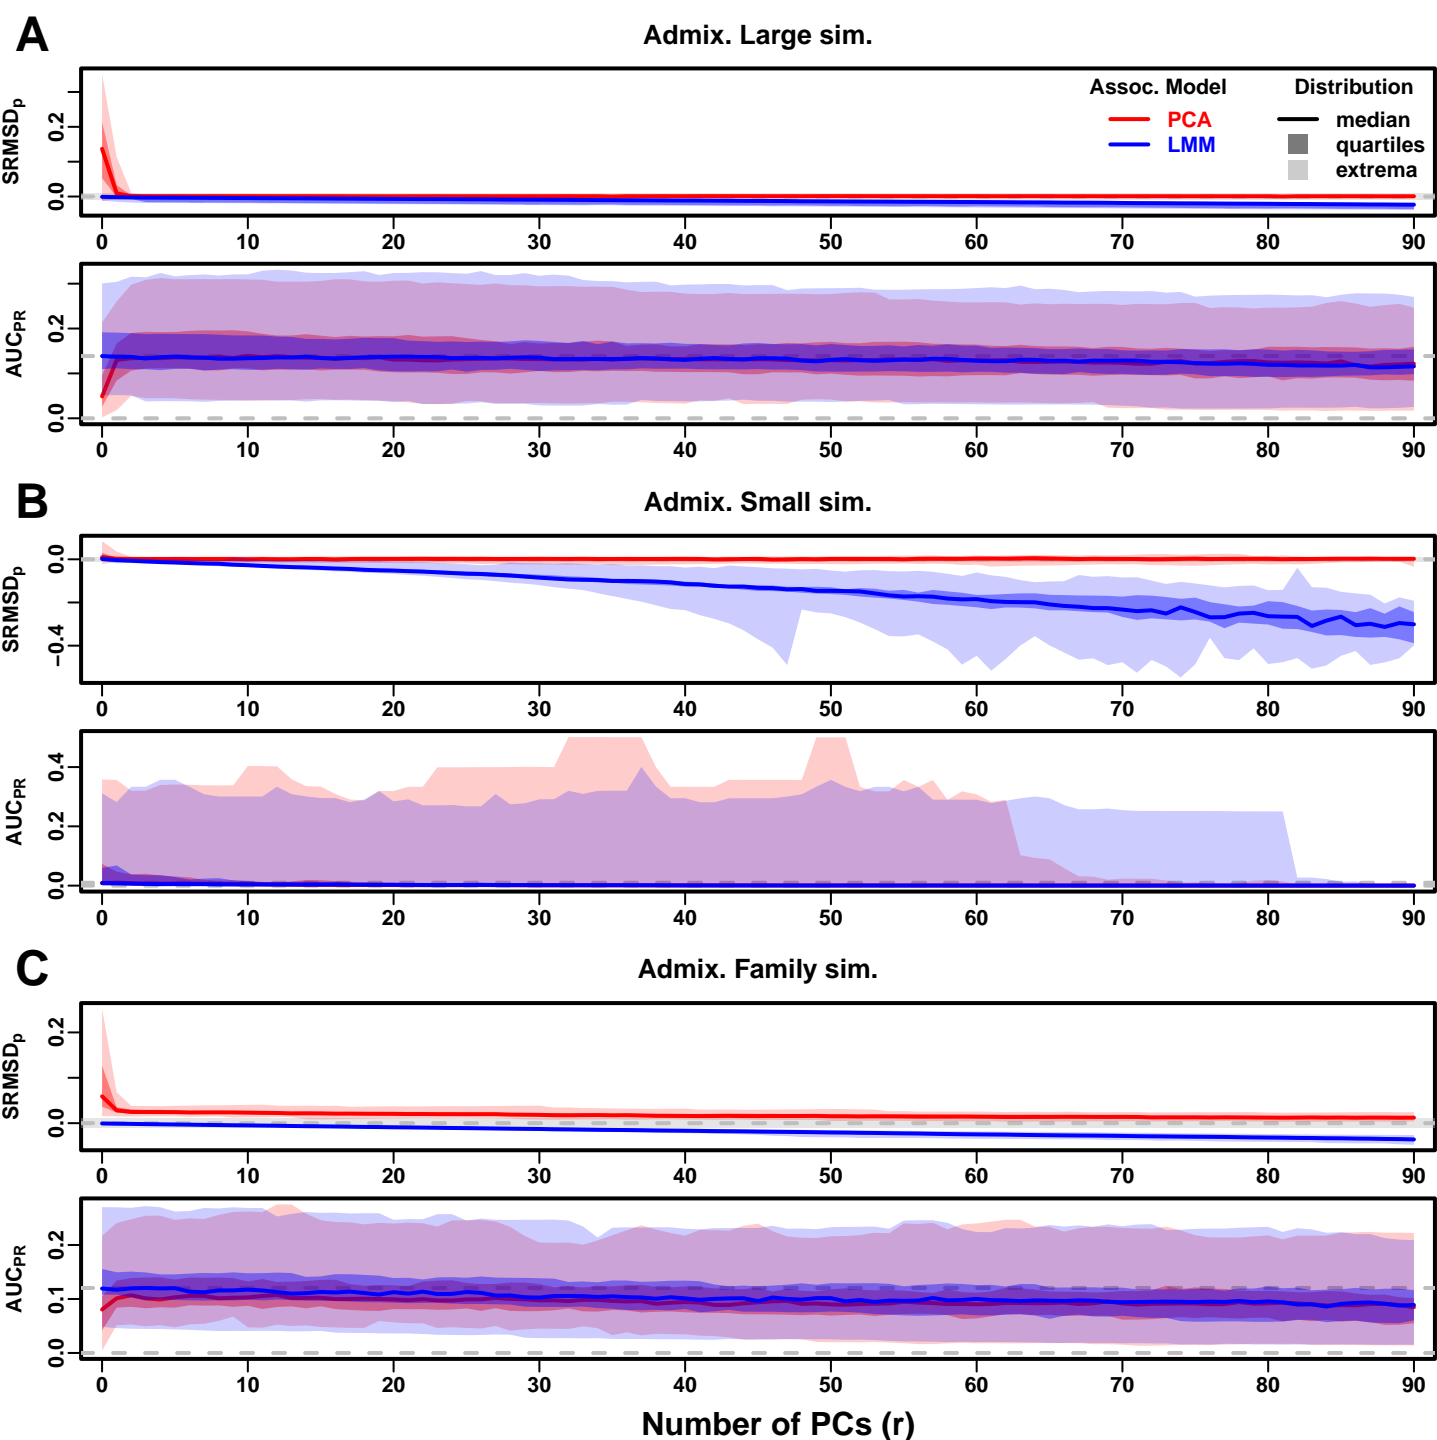 A
Admix. Large sim.
SRMSDp
0.0
0.2
Assoc. Model
PCA
LMM
Distribution
median
quartiles
extrema
0 10 20 30 40 50 60 70 80 90
AUCPR
0.0
0.2
0 10 20 30 40 50 60 70 80 90
B
Admix. Small sim.
SRMSDp
−0.4
0.0
0 10 20 30 40 50 60 70 80 90
AUCPR
0.0
0.2
0.4
0 10 20 30 40 50 60 70 80 90
C
Admix. Family sim.
SRMSDp
0.0
0.2
0 10 20 30 40 50 60 70 80 90
AUCPR
0.0
0.1
0.2
0 10 20 30 40 50 60 70 80 90
Number of PCs (r)